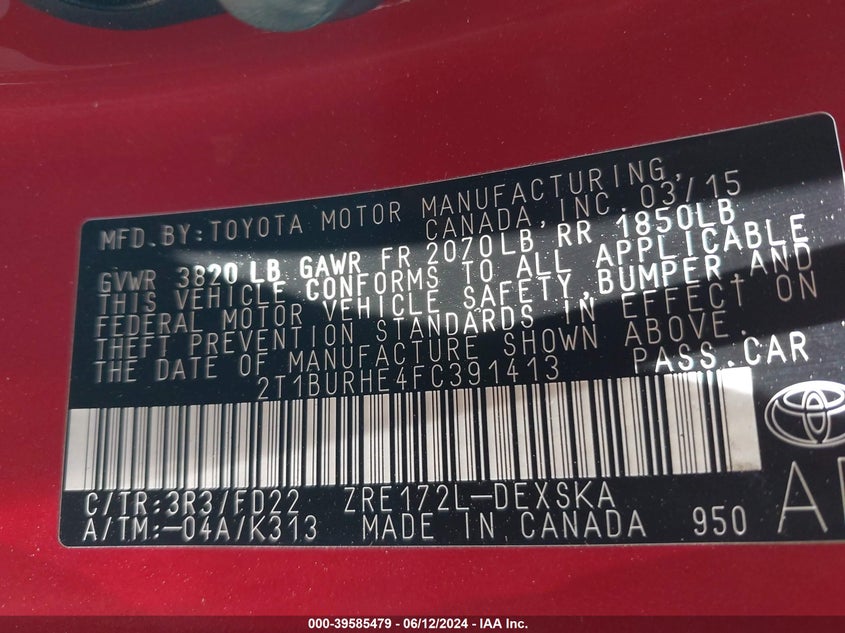 MFD.BY:TOYOTA MOTOR MANUFACTURING,
CANADA,INC. 03/15
GVWR 3820 LB GAWR FR 2070LB RR 1850LB
THIS VEHICLE CONFORMS TO ALL APPLICABLE
FEDERAL MOTOR VEHICLE SAFETY,BUMPER,AND
THEFT PREVENTION STANDARDS IN EFFECT ON
THE DATE OF MANUFACTURE SHOWN ABOVE.
2T1BURHE4FC391413 PASS.CAR
C/TR:3R3/FD22 ZRE172L-DEXSKA
A/TM:-04A/K313 MADE IN CANADA 950
000-39585479 - 06/12/2024 - IAA Inc.